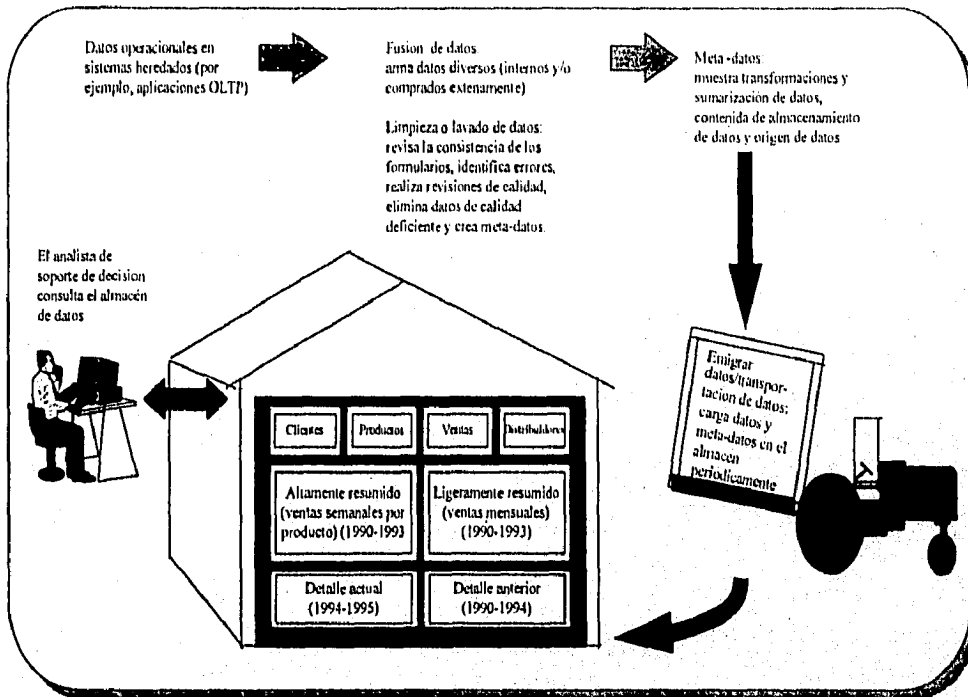 Datos operacionales en
sistemas heredados (por
ejemplo, aplicaciones OLTP)
Fusion de datos
arma datos diversos (internos y/o
comprados extenamente)
Limpieza o lavado de datos:
revisa la consistencia de los
formularios, identifica errores,
realiza revisiones de calidad,
elimina datos de calidad
deficiente y crea meta-datos.
Meta-datos:
muestra transformaciones y
sumarización de datos,
contenida de almacenamiento
de datos y origen de datos
El analista de
soporte de decision
consulta el almacén
de datos
Emigrar
datos/transpor-
tacion de datos:
carga datos y
meta-datos en el
almacen
periodicamente
Clientes
Productos
Ventas
Distribuidores
Altamente resumido
(ventas semanales por
producto) (1990-1993
Ligeramente resumido
(ventas mensuales)
(1990-1993)
Detalle actual
(1994-1995)
Detalle anterior
(1990-1994)